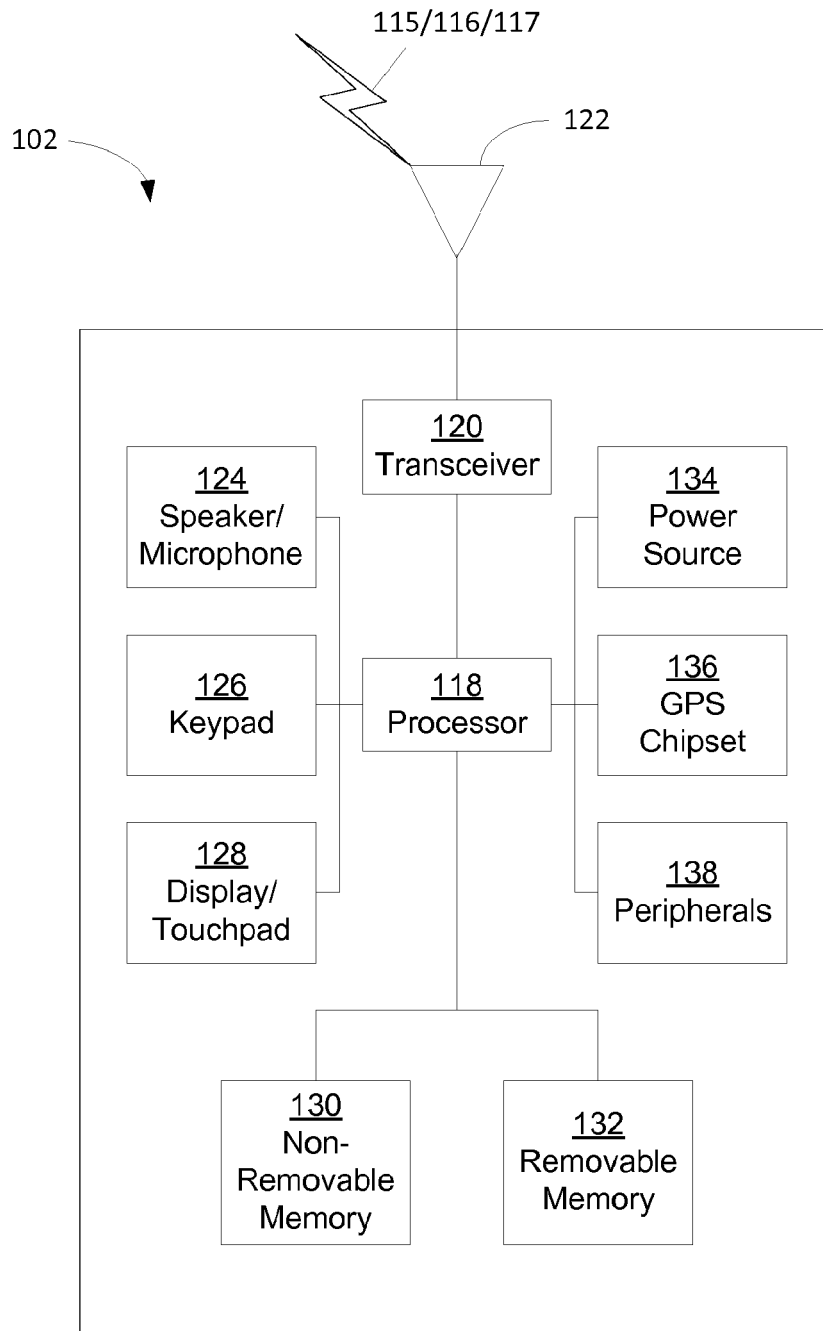 115/116/117
122
102
120
Transceiver
124
Speaker/
Microphone
134
Power
Source
126
Keypad
118
Processor
136
GPS
Chipset
128
Display/
Touchpad
138
Peripherals
130
Non-
Removable
Memory
132
Removable
Memory